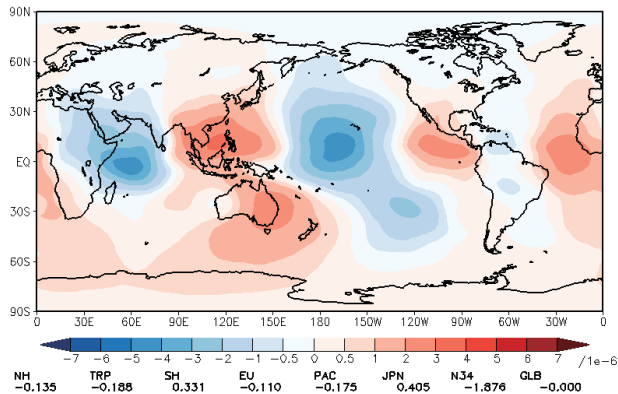 90N
60N
30N
EQ
30S
60S
90S
0 30E 60E 90E 120E 150E 180 150W 120W 90W 60W 30W 0
-7 -6 -5 -4 -3 -2 -1 -0.5 0 0.5 1 2 3 4 5 6 7 /1e-6
NH TRP SH EU PAC JPN N34 GLB
-0.135 -0.188 0.331 -0.110 -0.175 0.405 -1.876 -0.000